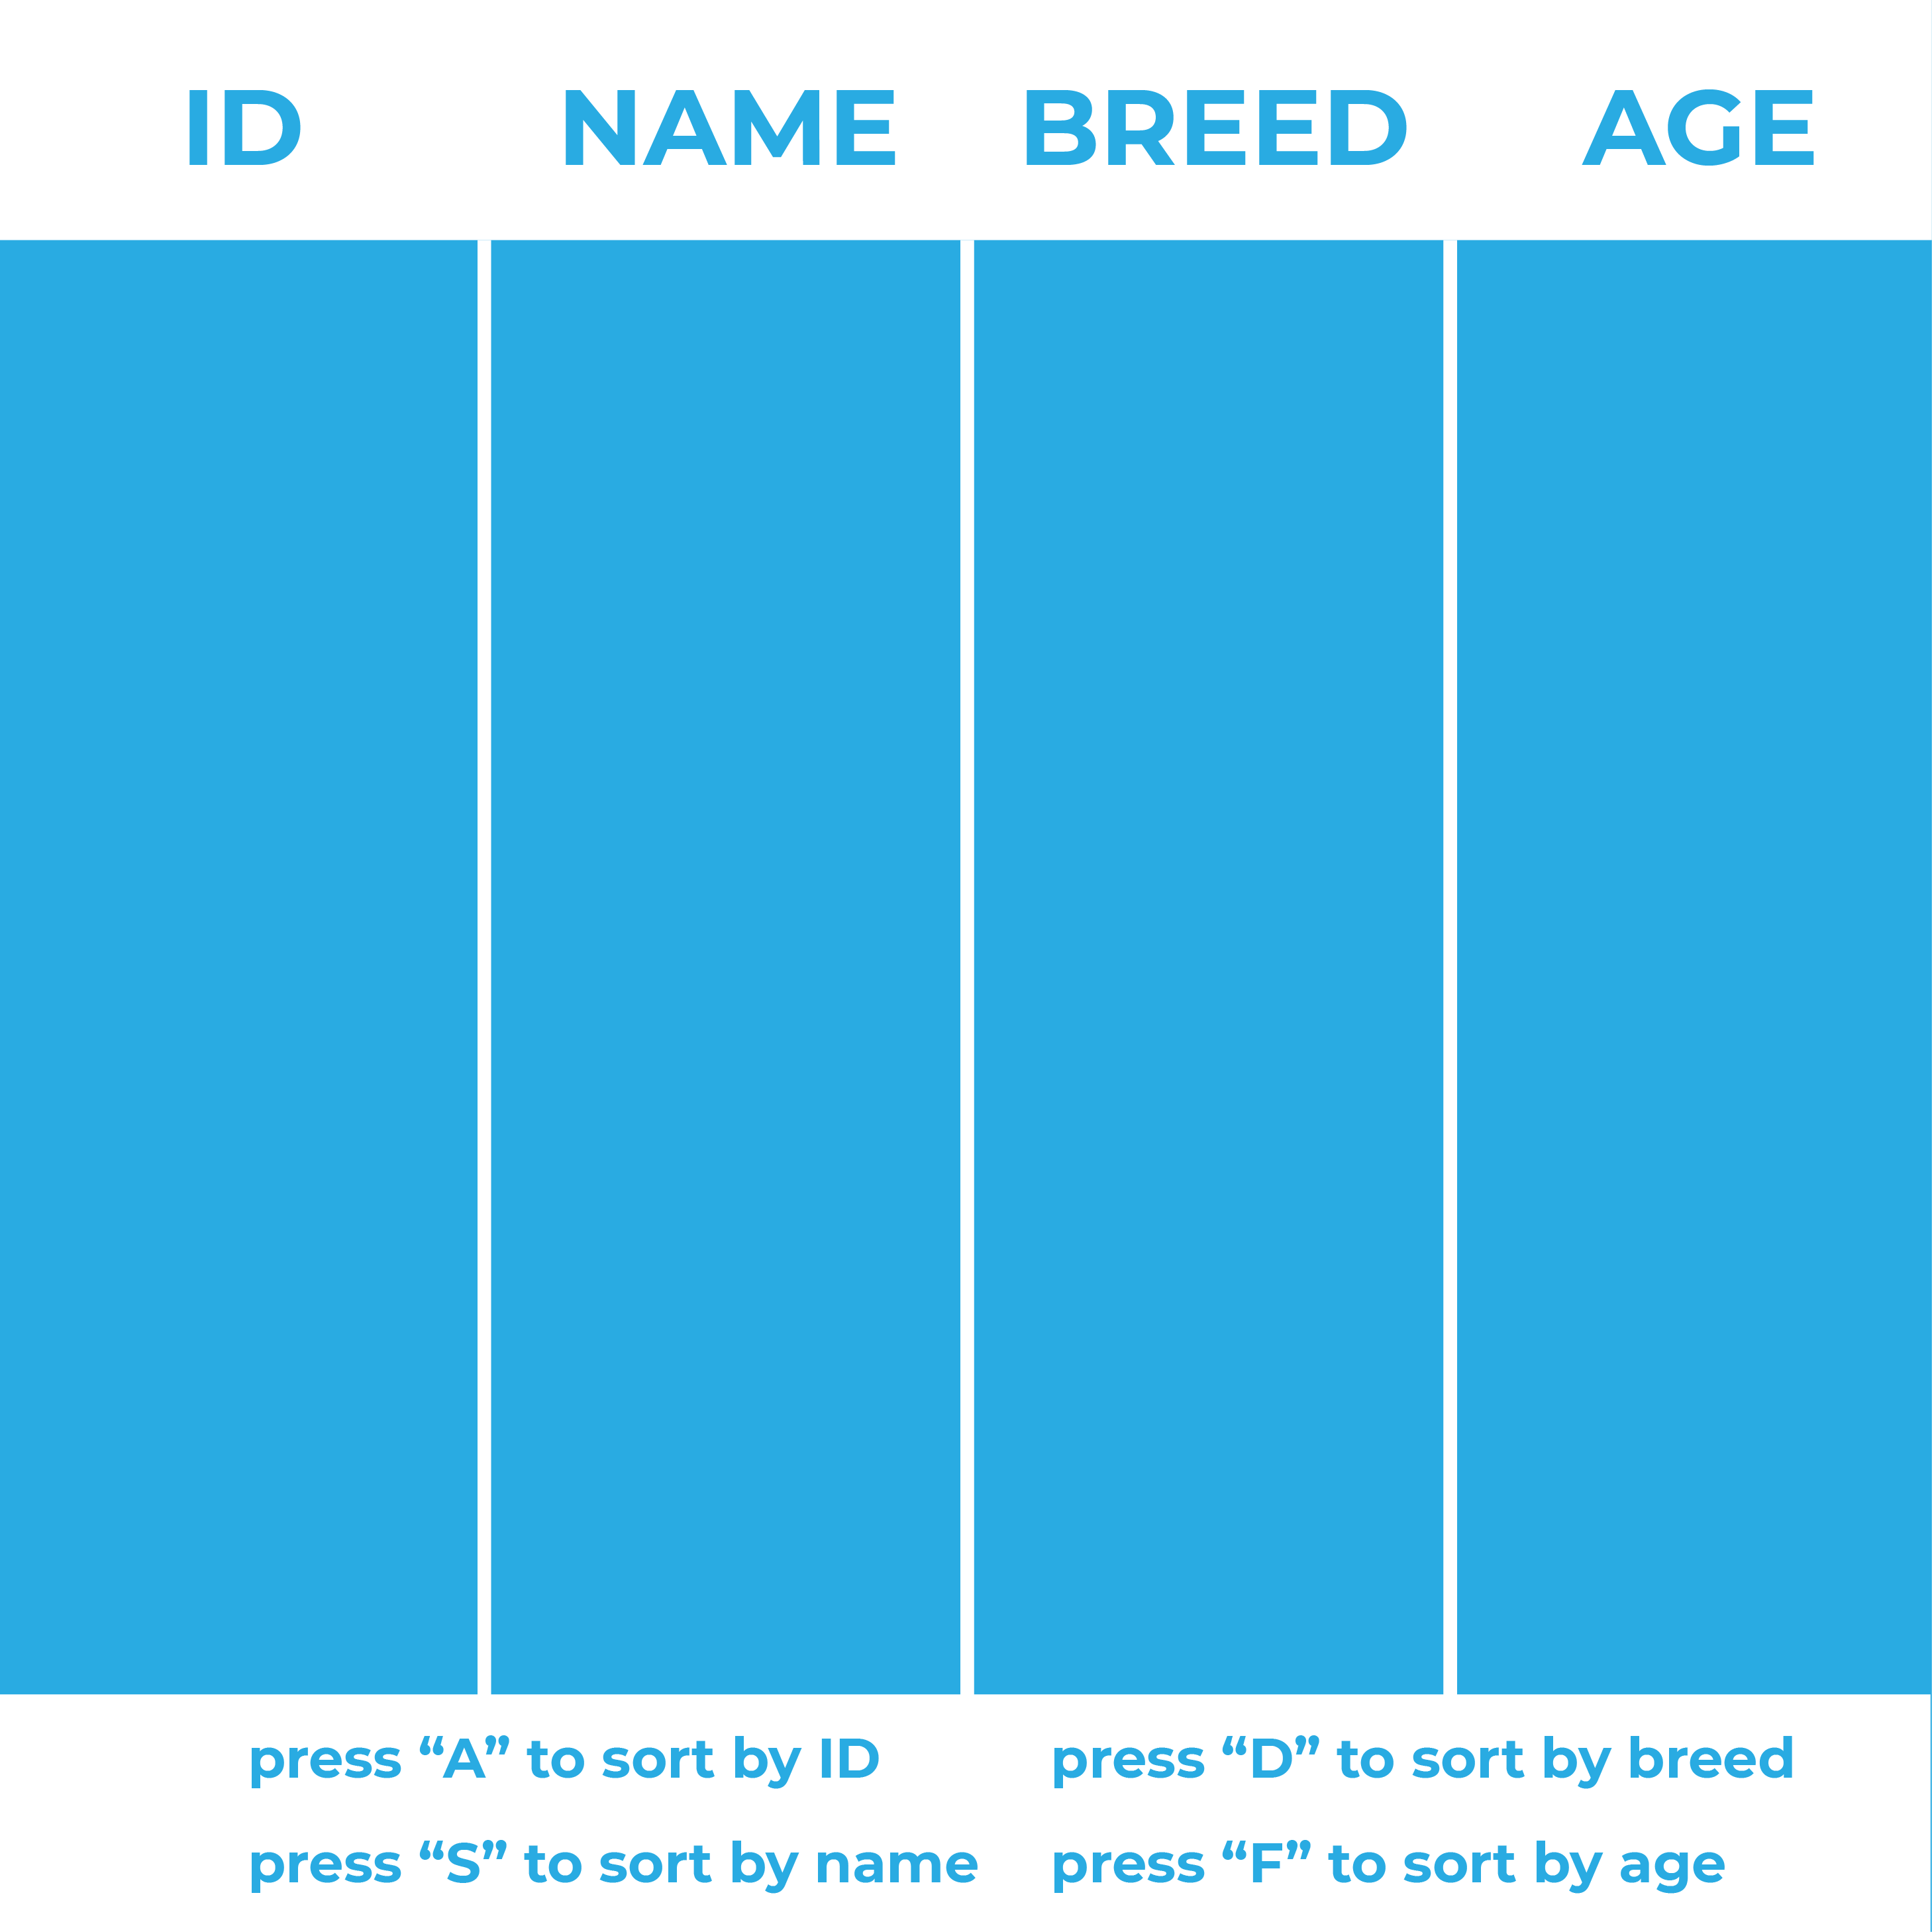 ID NAME BREED AGE
press “A” to sort by ID
press “S” to sort by name
press “D” to sort by breed
press “F” to sort by age